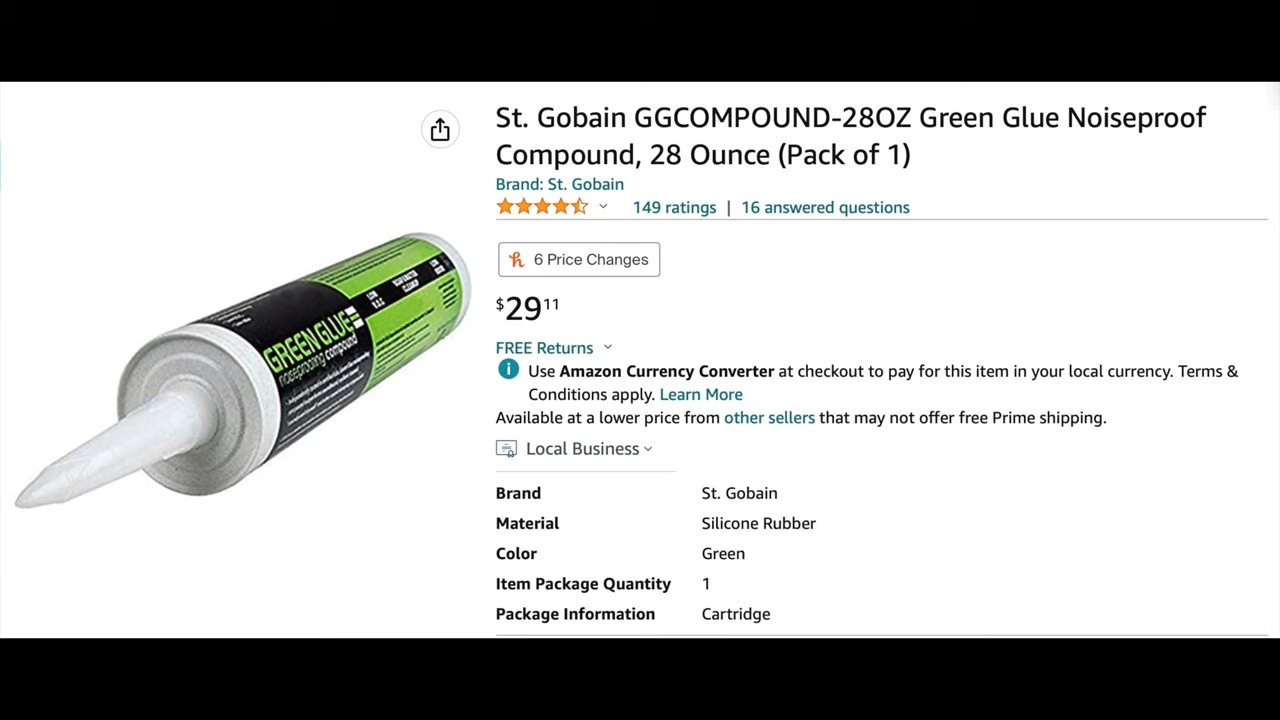 St. Gobain GGCOMPOUND-28OZ Green Glue Noiseproof
Compound, 28 Ounce (Pack of 1)
Brand: St. Gobain
149 ratings | 16 answered questions
6 Price Changes
$29.11
FREE Returns
Use Amazon Currency Converter at checkout to pay for this item in your local currency. Terms &
Conditions apply. Learn More
Available at a lower price from other sellers that may not offer free Prime shipping.
Local Business
Brand St. Gobain
Material Silicone Rubber
Color Green
Item Package Quantity 1
Package Information Cartridge
GREEN GLUE
noiseproofing compound